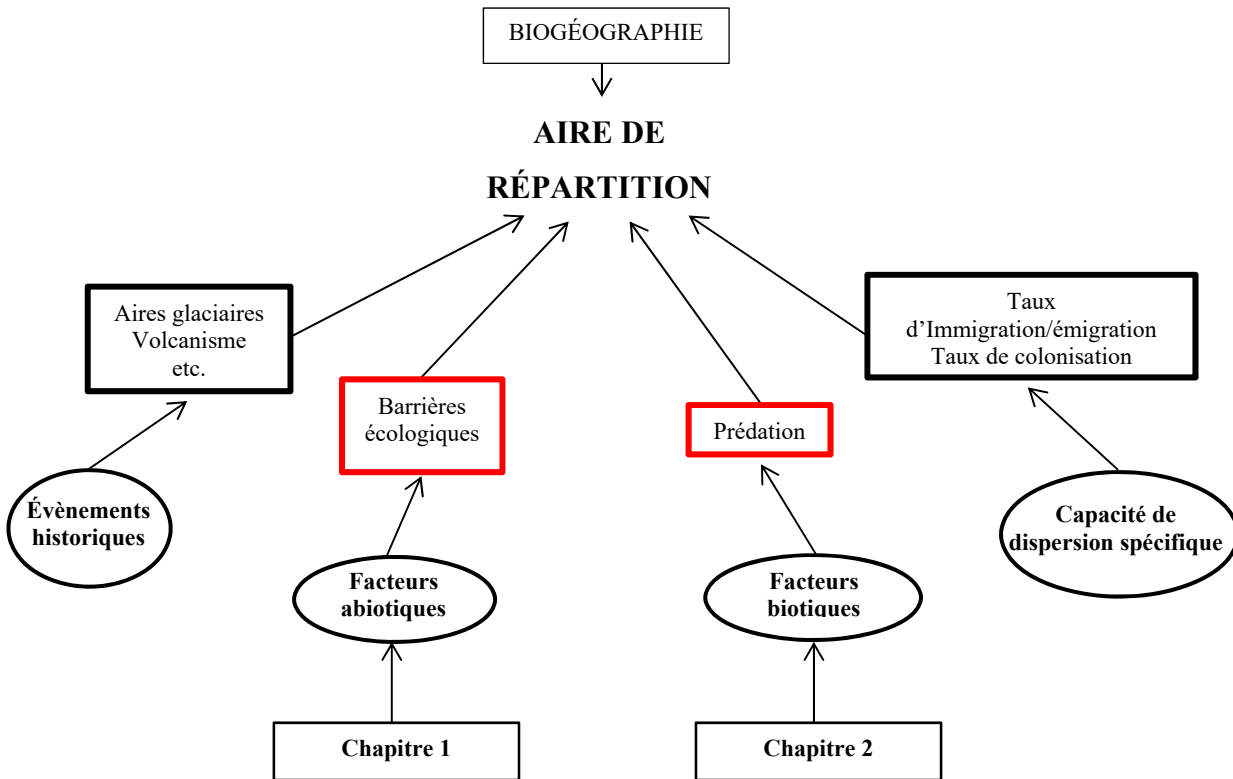 BIOGÉOGRAPHIE
AIRE DE
RÉPARTITION
Aires glaciaires
Volcanisme
etc.
Taux
d’Immigration/émigration
Taux de colonisation
Barrières
écologiques
Prédation
Évènements
historiques
Capacité de
dispersion spécifique
Facteurs
abiotiques
Facteurs
biotiques
Chapitre 1
Chapitre 2